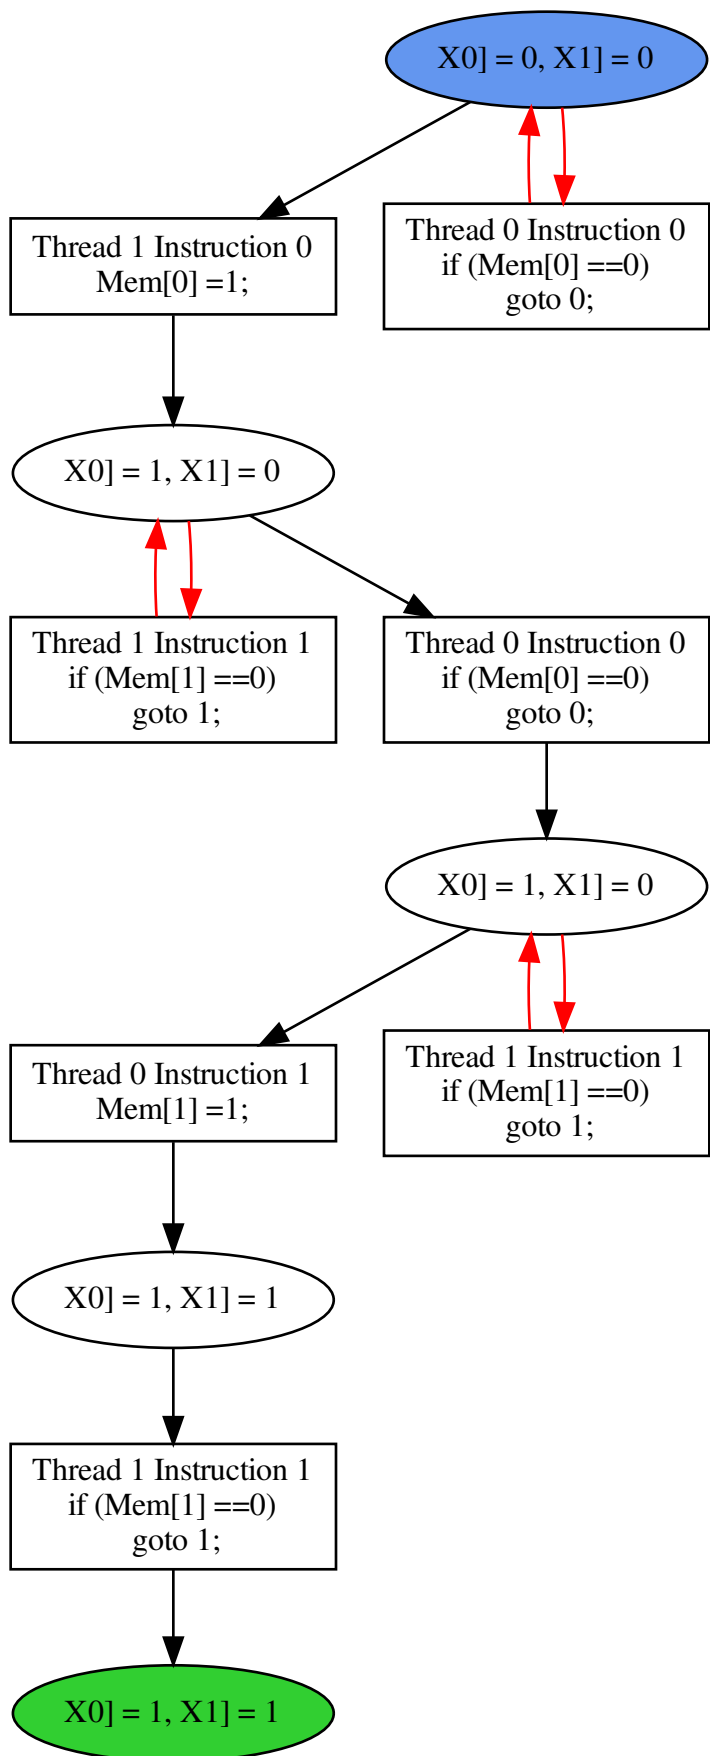 X0] = 0, X1] = 0
Thread 1 Instruction 0
Mem[0] =1;
Thread 0 Instruction 0
if (Mem[0] ==0)
goto 0;
X0] = 1, X1] = 0
Thread 1 Instruction 1
if (Mem[1] ==0)
goto 1;
Thread 0 Instruction 0
if (Mem[0] ==0)
goto 0;
X0] = 1, X1] = 0
Thread 0 Instruction 1
Mem[1] =1;
Thread 1 Instruction 1
if (Mem[1] ==0)
goto 1;
X0] = 1, X1] = 1
Thread 1 Instruction 1
if (Mem[1] ==0)
goto 1;
X0] = 1, X1] = 1